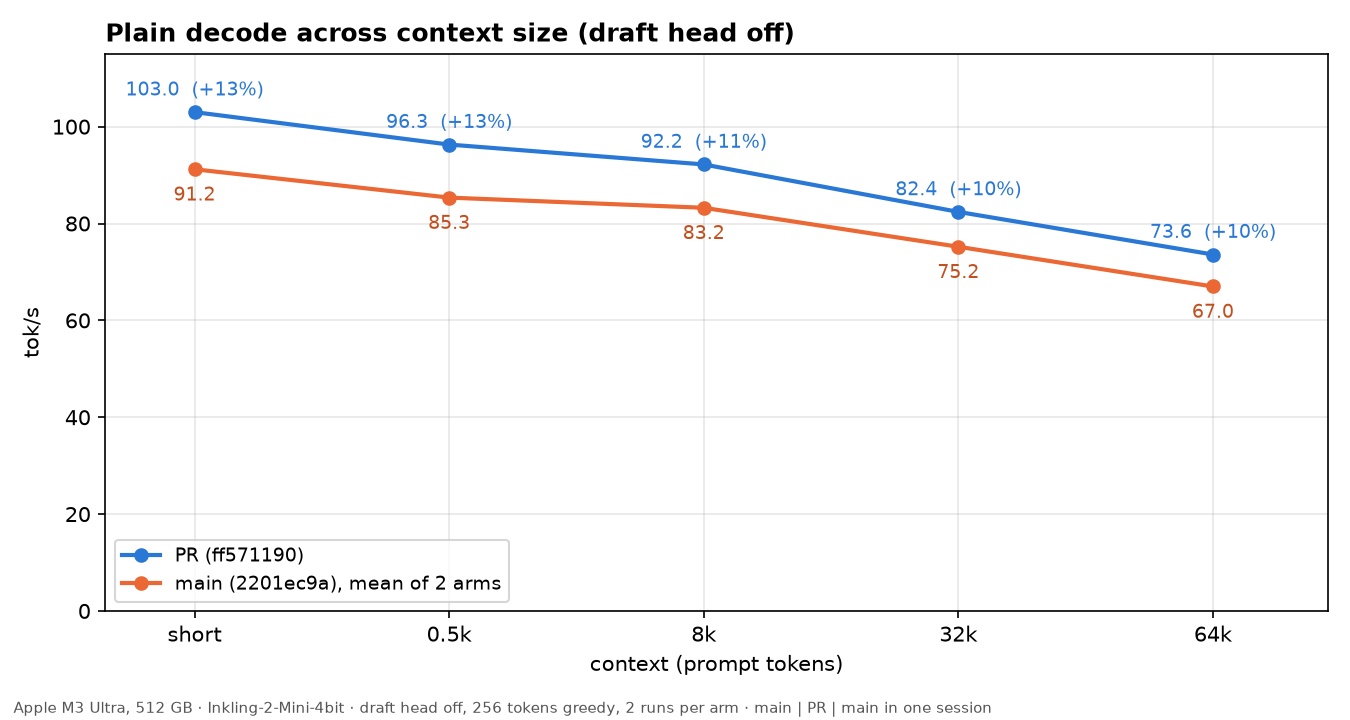 Plain decode across context size (draft head off)
103.0 (+13%)
96.3 (+13%)
92.2 (+11%)
82.4 (+10%)
73.6 (+10%)
91.2
85.3
83.2
75.2
67.0
100
80
60
40
20
0
tok/s
PR (ff571190)
main (2201ec9a), mean of 2 arms
short
0.5k
8k
32k
64k
context (prompt tokens)
Apple M3 Ultra, 512 GB · Inkling-2-Mini-4bit · draft head off, 256 tokens greedy, 2 runs per arm · main | PR | main in one session